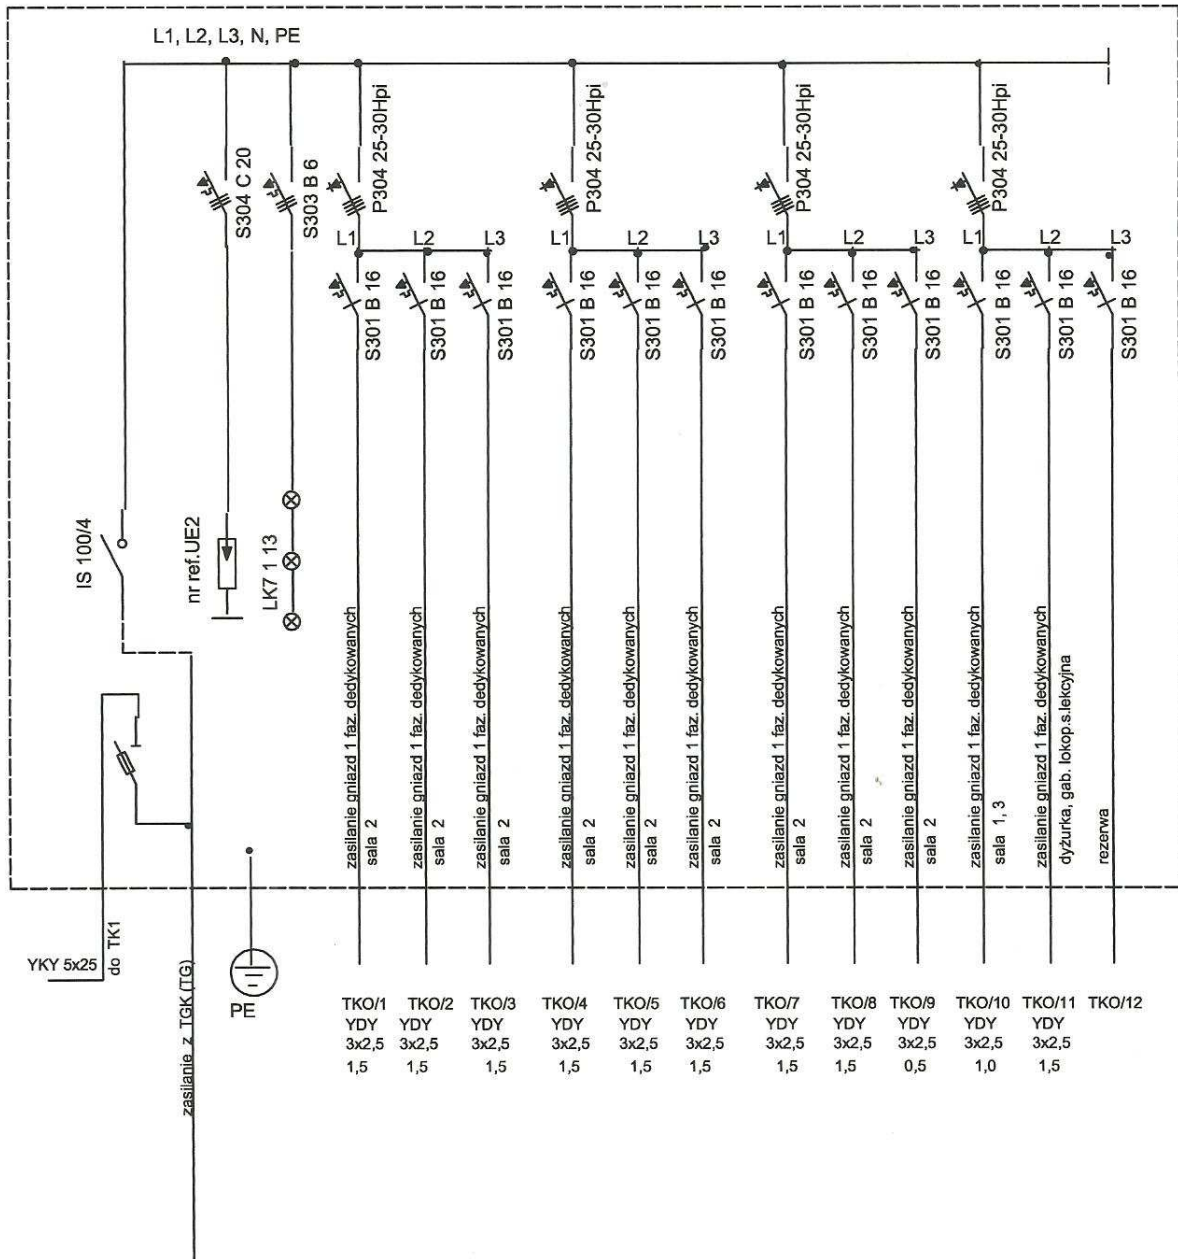 L1, L2, L3, N, PE
S304 C 20
S303 B 6
P304 25-30Hpi
P304 25-30Hpi
P304 25-30Hpi
P304 25-30Hpi
L1
L2
L3
L1
L2
L3
L1
L2
L3
L1
L2
L3
S301 B 16
S301 B 16
S301 B 16
S301 B 16
S301 B 16
S301 B 16
S301 B 16
S301 B 16
S301 B 16
S301 B 16
S301 B 16
S301 B 16
IS 100/4
nr ref.UE2
LK7 1 13
zasilanie gniazd 1 faz. dedykowanych
sala 2
zasilanie gniazd 1 faz. dedykowanych
sala 2
zasilanie gniazd 1 faz. dedykowanych
sala 2
zasilanie gniazd 1 faz. dedykowanych
sala 2
zasilanie gniazd 1 faz. dedykowanych
sala 2
zasilanie gniazd 1 faz. dedykowanych
sala 2
zasilanie gniazd 1 faz. dedykowanych
sala 2
zasilanie gniazd 1 faz. dedykowanych
sala 2
zasilanie gniazd 1 faz. dedykowanych
sala 2
zasilanie gniazd 1 faz. dedykowanych
sala 1, 3
zasilanie gniazd 1 faz. dedykowanych
dyżurka, gab. lokop.s.lekcyjna
rezerwa
YKY 5x25
do TK1
zasilanie z TGK (TG)
PE
TKO/1
YDY
3x2,5
1,5
TKO/2
YDY
3x2,5
1,5
TKO/3
YDY
3x2,5
1,5
TKO/4
YDY
3x2,5
1,5
TKO/5
YDY
3x2,5
1,5
TKO/6
YDY
3x2,5
1,5
TKO/7
YDY
3x2,5
1,5
TKO/8
YDY
3x2,5
1,5
TKO/9
YDY
3x2,5
0,5
TKO/10
YDY
3x2,5
1,0
TKO/11
YDY
3x2,5
1,5
TKO/12